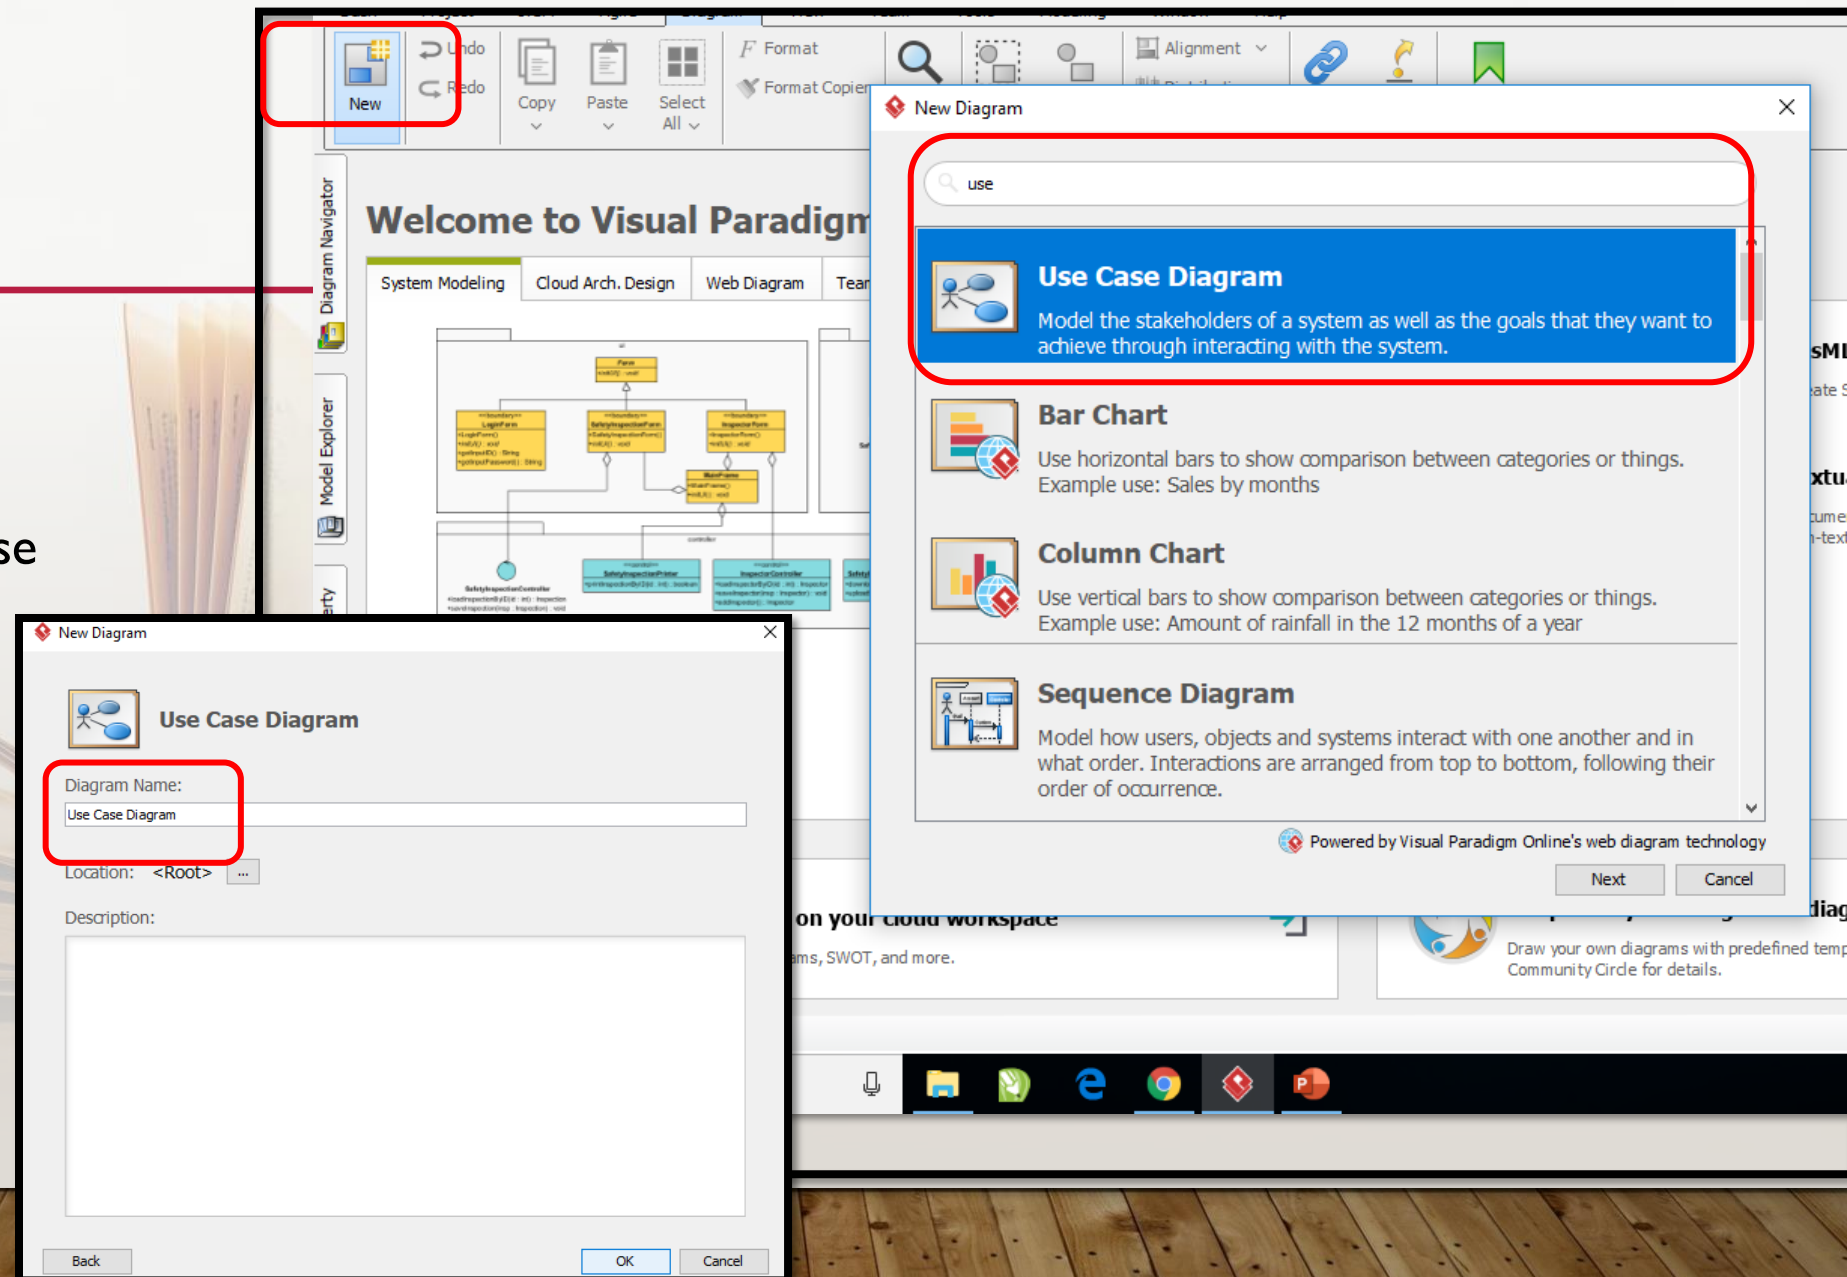 New
Undo
Redo
Copy
Paste
Select
All
Format
Format Copier
Alignment
New Diagram
use
Use Case Diagram
Model the stakeholders of a system as well as the goals that they want to
achieve through interacting with the system.
Bar Chart
Use horizontal bars to show comparison between categories or things.
Example use: Sales by months
Column Chart
Use vertical bars to show comparison between categories or things.
Example use: Amount of rainfall in the 12 months of a year
Sequence Diagram
Model how users, objects and systems interact with one another and in
what order. Interactions are arranged from top to bottom, following their
order of occurrence.
Powered by Visual Paradigm Online's web diagram technology
Next
Cancel
Diagram Navigator
Model Explorer
Welcome to Visual Paradigm
System Modeling
Cloud Arch. Design
Web Diagram
on your cloud workspace
SWOT, and more.
Draw your own diagrams with predefined
Community Circle for details.
New Diagram
Use Case Diagram
Diagram Name:
Use Case Diagram
Location: <Root> ...
Description:
Back
OK
Cancel